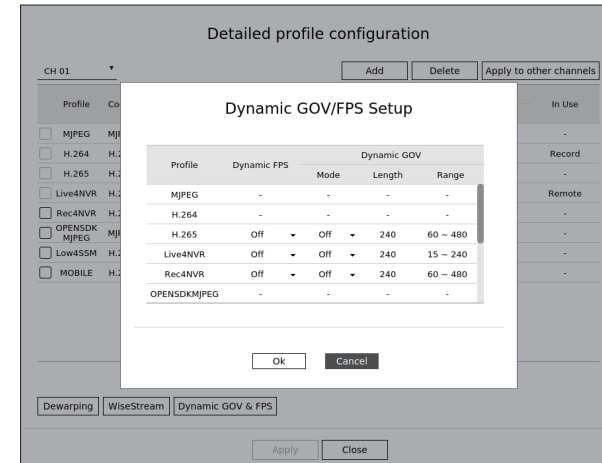 Detailed profile configuration
CH 01
Add Delete Apply to other channels
Profile In Use
MJPEG -
H.264 Record
H.265 -
Live4NVR Remote
Rec4NVR -
OPENSDK
MJPEG -
Low4SSM -
MOBILE -
Dynamic GOV/FPS Setup
Profile Dynamic FPS Dynamic GOV
Mode Length Range
MJPEG - - - -
H.264 - - - -
H.265 Off Off 240 60 ~ 480
Live4NVR Off Off 240 15 ~ 240
Rec4NVR Off Off 240 60 ~ 480
OPENSDKMJPEG - - - -
Ok Cancel
Dewarping WiseStream Dynamic GOV & FPS
Apply Close